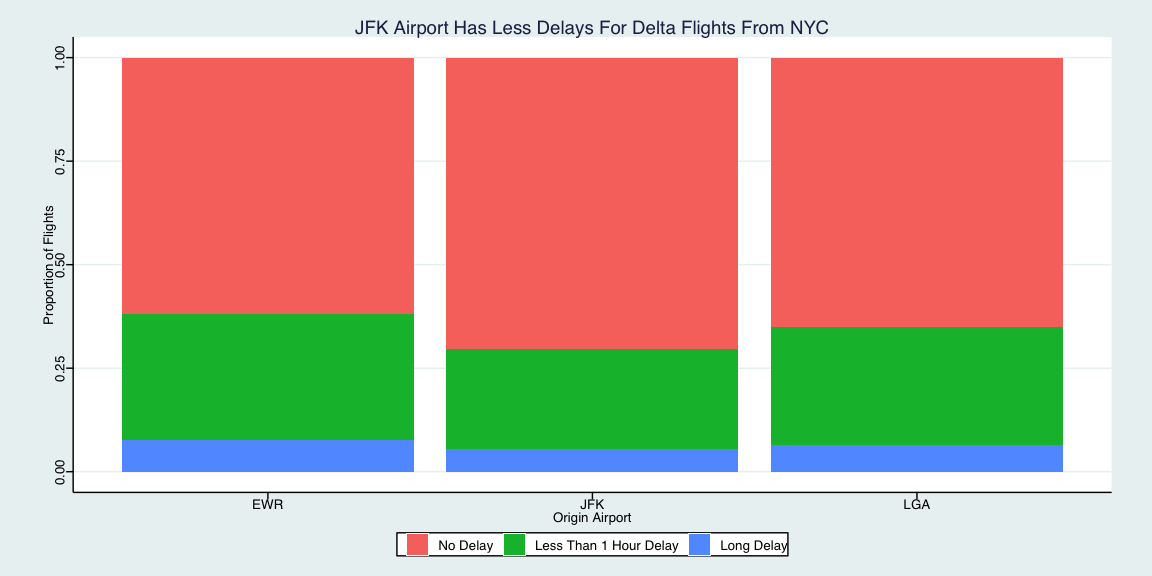 JFK Airport Has Less Delays For Delta Flights From NYC
Proportion of Flights
1.00
0.75
0.50
0.25
0.00
EWR JFK LGA
Origin Airport
No Delay Less Than 1 Hour Delay Long Delay